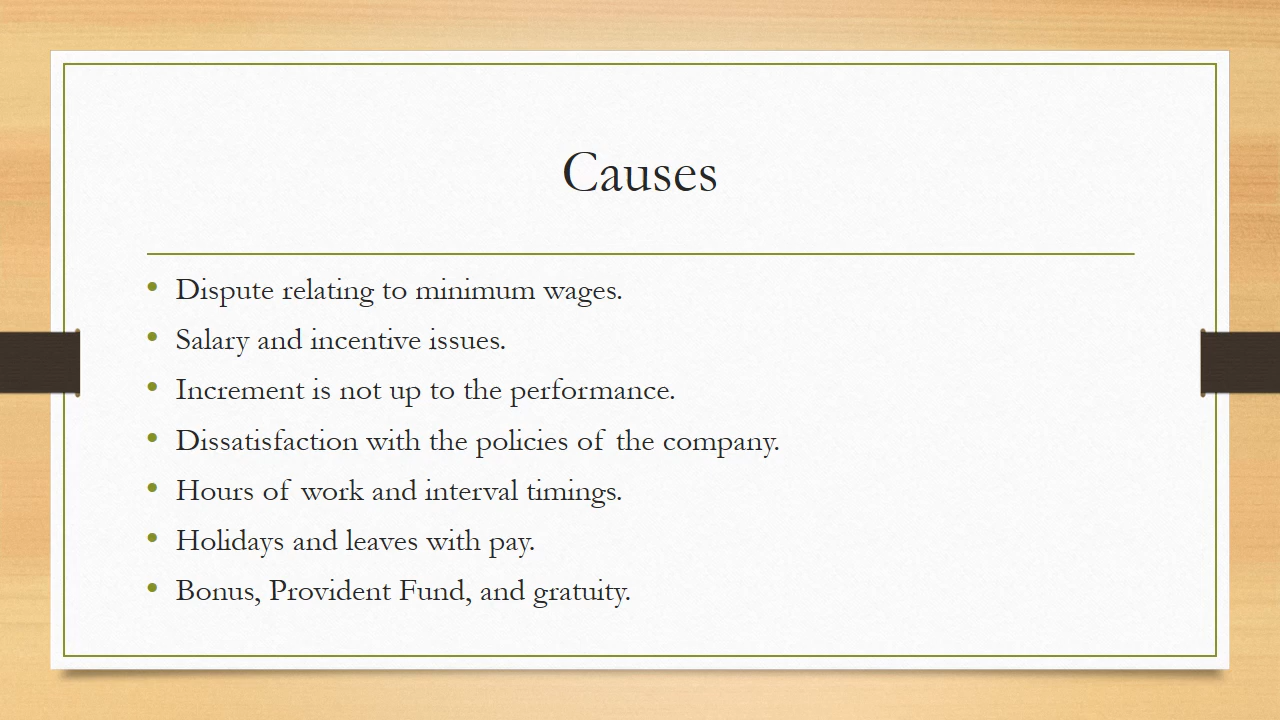 Causes
• Dispute relating to minimum wages.
• Salary and incentive issues.
• Increment is not up to the performance.
• Dissatisfaction with the policies of the company.
• Hours of work and interval timings.
• Holidays and leaves with pay.
• Bonus, Provident Fund, and gratuity.